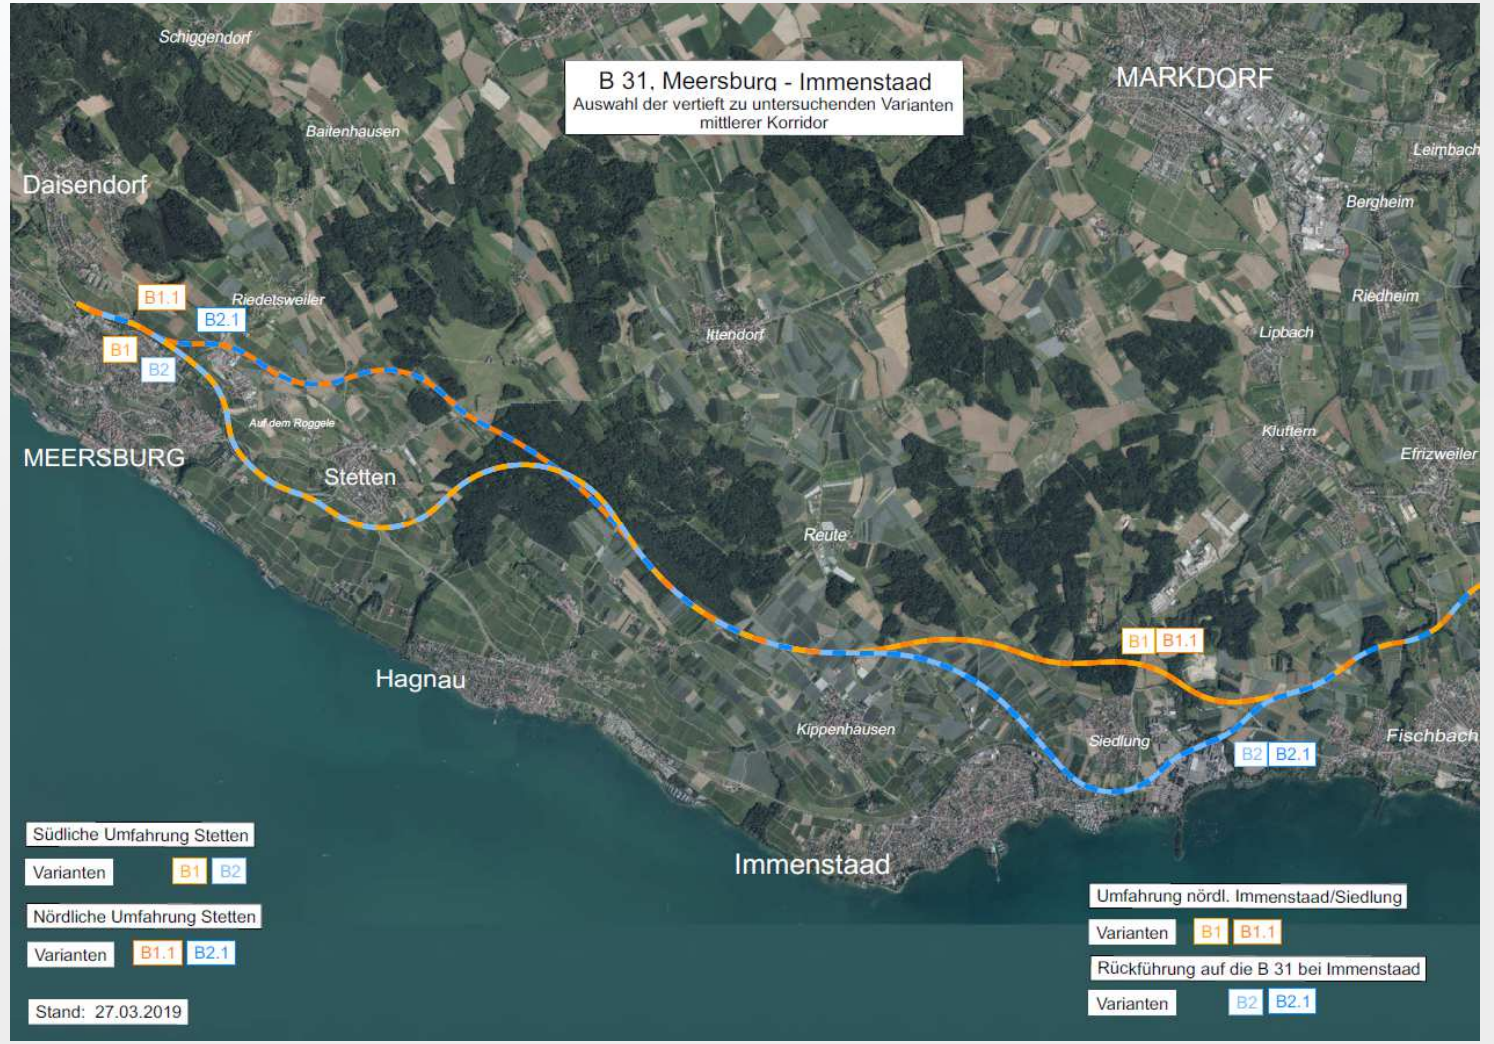 Schiggendorf
B 31, Meersburg - Immenstaad
Auswahl der vertieft zu untersuchenden Varianten
mittlerer Korridor
MARKDORF
Baitenhausen
Leimbach
Daisendorf
Bergheim
B1.1
Riedetsweiler
B2.1
Riedheim
Ittendorf
Lipbach
B1
B2
Auf dem Roggele
Kluftern
MEERSBURG
Stetten
Efrizweiler
Reute
B1 B1.1
Hagnau
Kippenhausen
Siedlung
Fischbach
B2 B2.1
Immenstaad
Südliche Umfahrung Stetten
Varianten B1 B2
Nördliche Umfahrung Stetten
Varianten B1.1 B2.1
Stand: 27.03.2019
Umfahrung nördl. Immenstaad/Siedlung
Varianten B1 B1.1
Rückführung auf die B 31 bei Immenstaad
Varianten B2 B2.1